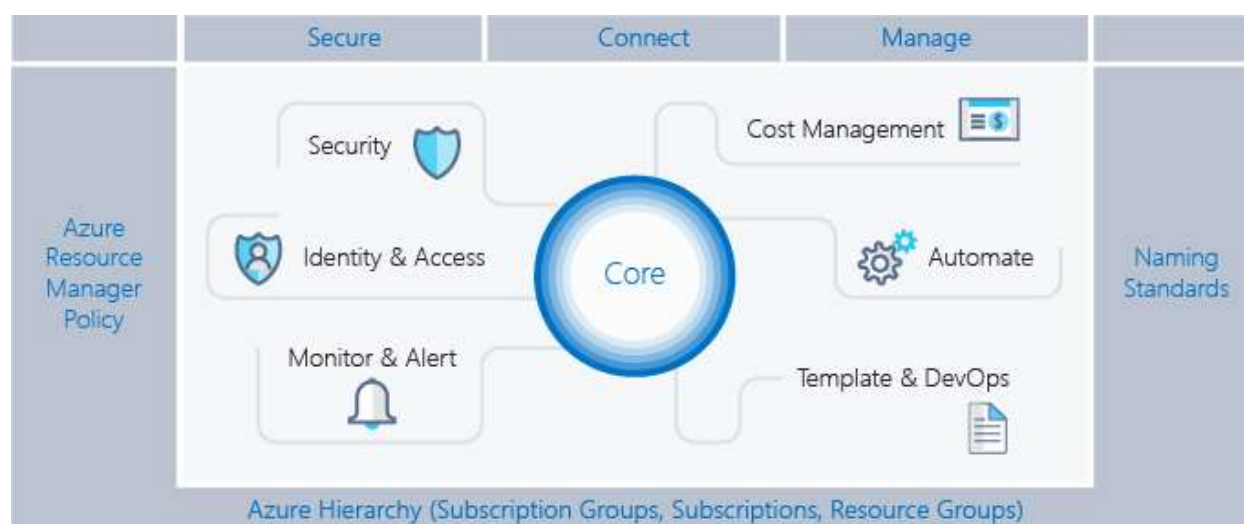 Secure
Connect
Manage
Security
Cost Management
Azure
Resource
Manager
Policy
Identity & Access
Core
Automate
Naming
Standards
Monitor & Alert
Template & DevOps
Azure Hierarchy (Subscription Groups, Subscriptions, Resource Groups)